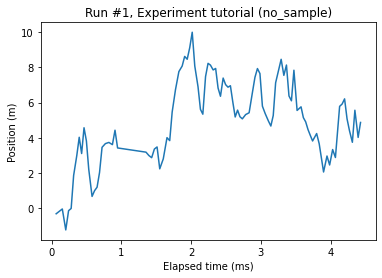 Run #1, Experiment tutorial (no_sample)
10
8
6
4
2
0
Position (m)
0 1 2 3 4
Elapsed time (ms)